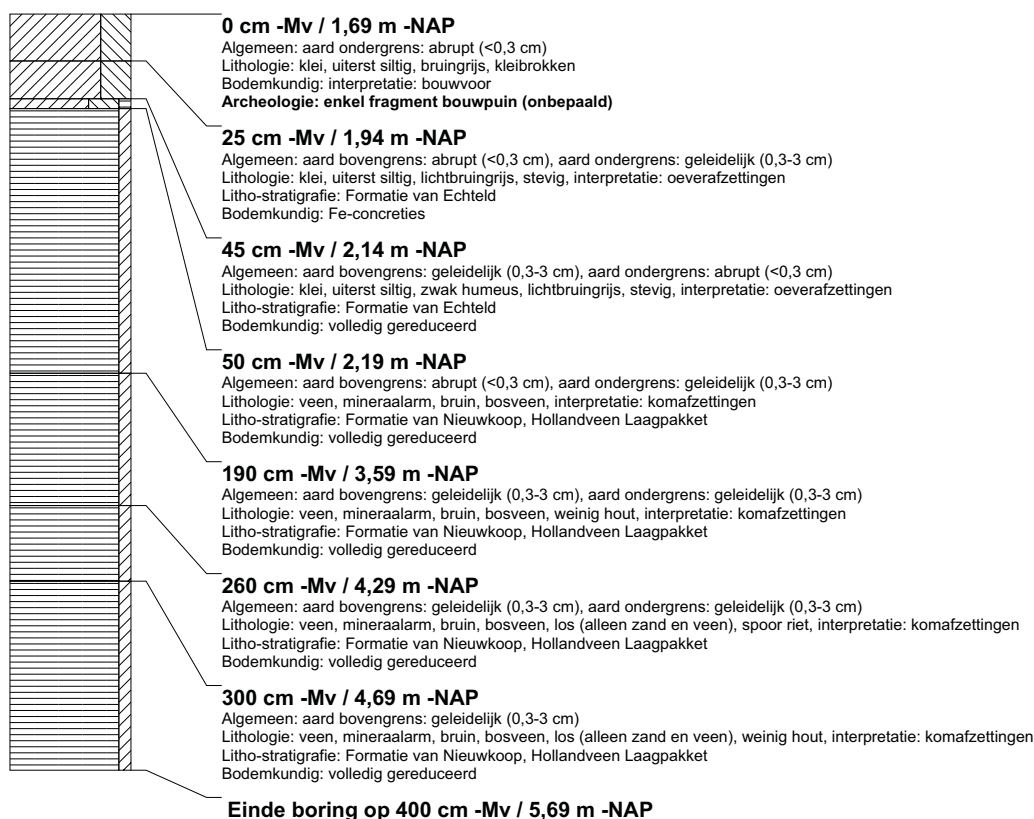 0 cm -Mv / 1,69 m -NAP
Algemeen: aard ondergrens: abrupt (<0,3 cm)
Lithologie: klei, uiterst siltig, bruingrijs, kleibrokken
Bodemkundig: interpretatie: bouwvoor
Archeologie: enkel fragment bouwpuin (onbepaald)
25 cm -Mv / 1,94 m -NAP
Algemeen: aard bovengrens: abrupt (<0,3 cm), aard ondergrens: geleidelijk (0,3-3 cm)
Lithologie: klei, uiterst siltig, lichtbruingrijs, stevig, interpretatie: oeverafzettingen
Litho-stratigrafie: Formatie van Echteld
Bodemkundig: Fe-concreties
45 cm -Mv / 2,14 m -NAP
Algemeen: aard bovengrens: geleidelijk (0,3-3 cm), aard ondergrens: abrupt (<0,3 cm)
Lithologie: klei, uiterst siltig, zwak humeus, lichtbruingrijs, stevig, interpretatie: oeverafzettingen
Litho-stratigrafie: Formatie van Echteld
Bodemkundig: volledig gereduceerd
50 cm -Mv / 2,19 m -NAP
Algemeen: aard bovengrens: abrupt (<0,3 cm), aard ondergrens: geleidelijk (0,3-3 cm)
Lithologie: veen, mineraalarm, bruin, bosveen, interpretatie: komafzettingen
Litho-stratigrafie: Formatie van Nieuwkoop, Hollandveen Laagpakket
Bodemkundig: volledig gereduceerd
190 cm -Mv / 3,59 m -NAP
Algemeen: aard bovengrens: geleidelijk (0,3-3 cm), aard ondergrens: geleidelijk (0,3-3 cm)
Lithologie: veen, mineraalarm, bruin, bosveen, weinig hout, interpretatie: komafzettingen
Litho-stratigrafie: Formatie van Nieuwkoop, Hollandveen Laagpakket
Bodemkundig: volledig gereduceerd
260 cm -Mv / 4,29 m -NAP
Algemeen: aard bovengrens: geleidelijk (0,3-3 cm), aard ondergrens: geleidelijk (0,3-3 cm)
Lithologie: veen, mineraalarm, bruin, bosveen, los (alleen zand en veen), spoor riet, interpretatie: komafzettingen
Litho-stratigrafie: Formatie van Nieuwkoop, Hollandveen Laagpakket
Bodemkundig: volledig gereduceerd
300 cm -Mv / 4,69 m -NAP
Algemeen: aard bovengrens: geleidelijk (0,3-3 cm)
Lithologie: veen, mineraalarm, bruin, bosveen, los (alleen zand en veen), weinig hout, interpretatie: komafzettingen
Litho-stratigrafie: Formatie van Nieuwkoop, Hollandveen Laagpakket
Bodemkundig: volledig gereduceerd
Einde boring op 400 cm -Mv / 5,69 m -NAP